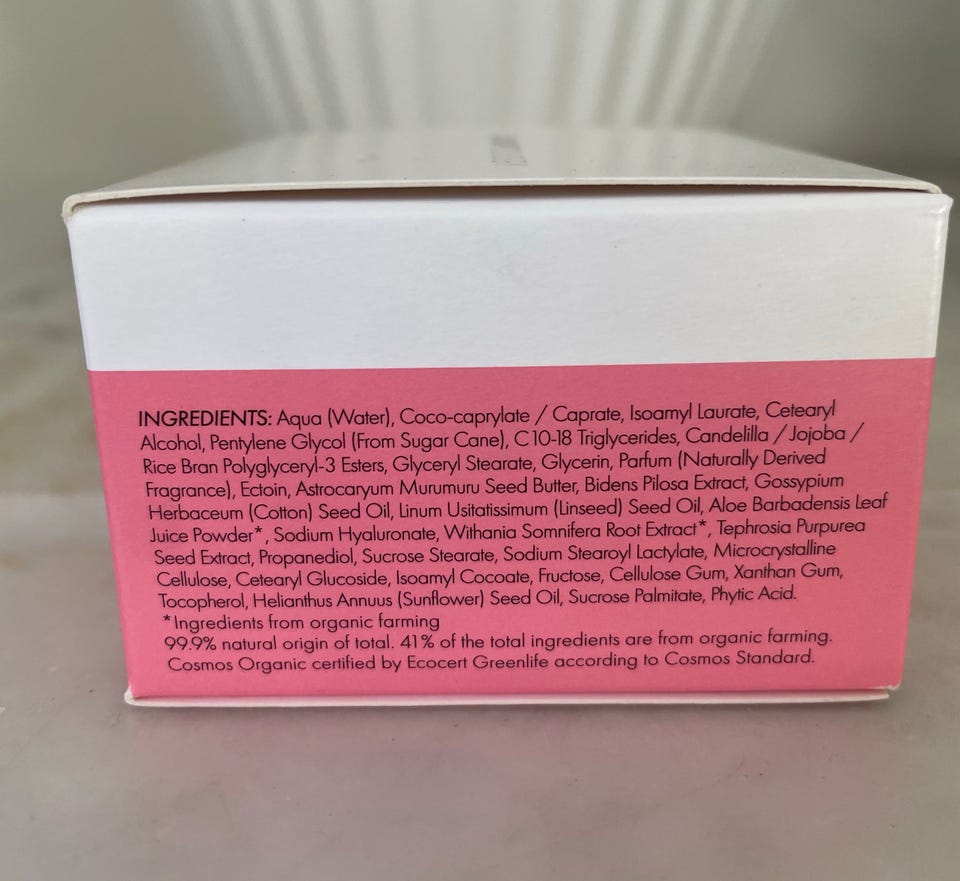 INGREDIENTS: Aqua (Water), Coco-caprylate / Caprate, Isoamyl Laurate, Cetearyl
Alcohol, Pentylene Glycol (From Sugar Cane), C10-18 Triglycerides, Candelilla / Jojoba /
Rice Bran Polyglyceryl-3 Esters, Glyceryl Stearate, Glycerin, Parfum (Naturally Derived
Fragrance), Ectoin, Astrocaryum Murumuru Seed Butter, Bidens Pilosa Extract, Gossypium
Herbaceum (Cotton) Seed Oil, Linum Usitatissimum (Linseed) Seed Oil, Aloe Barbadensis Leaf
Juice Powder*, Sodium Hyaluronate, Withania Somnifera Root Extract*, Tephrosia Purpurea
Seed Extract, Propanediol, Sucrose Stearate, Sodium Stearoyl Lactylate, Microcrystalline
Cellulose, Cetearyl Glucoside, Isoamyl Cocoate, Fructose, Cellulose Gum, Xanthan Gum,
Tocopherol, Helianthus Annuus (Sunflower) Seed Oil, Sucrose Palmitate, Phytic Acid.
*Ingredients from organic farming
99.9% natural origin of total. 41% of the total ingredients are from organic farming.
Cosmos Organic certified by Ecocert Greenlife according to Cosmos Standard.